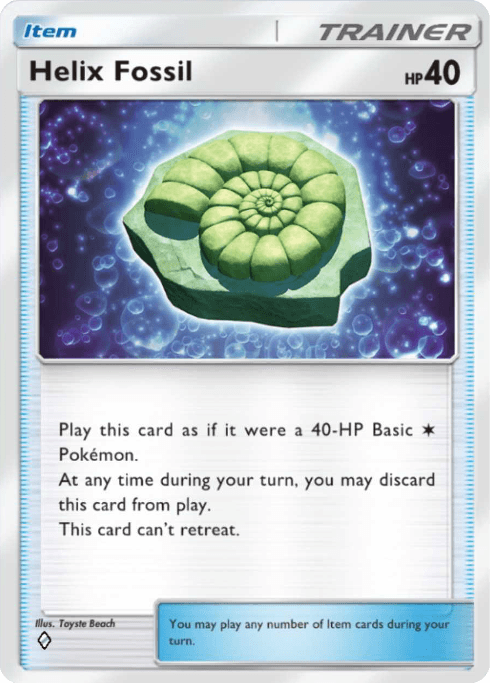 Item
TRAINER
Helix Fossil
HP40
Play this card as if it were a 40-HP Basic
Pokémon.
At any time during your turn, you may discard
this card from play.
This card can't retreat.
Illus. Toyste Beach
You may play any number of Item cards during your
turn.